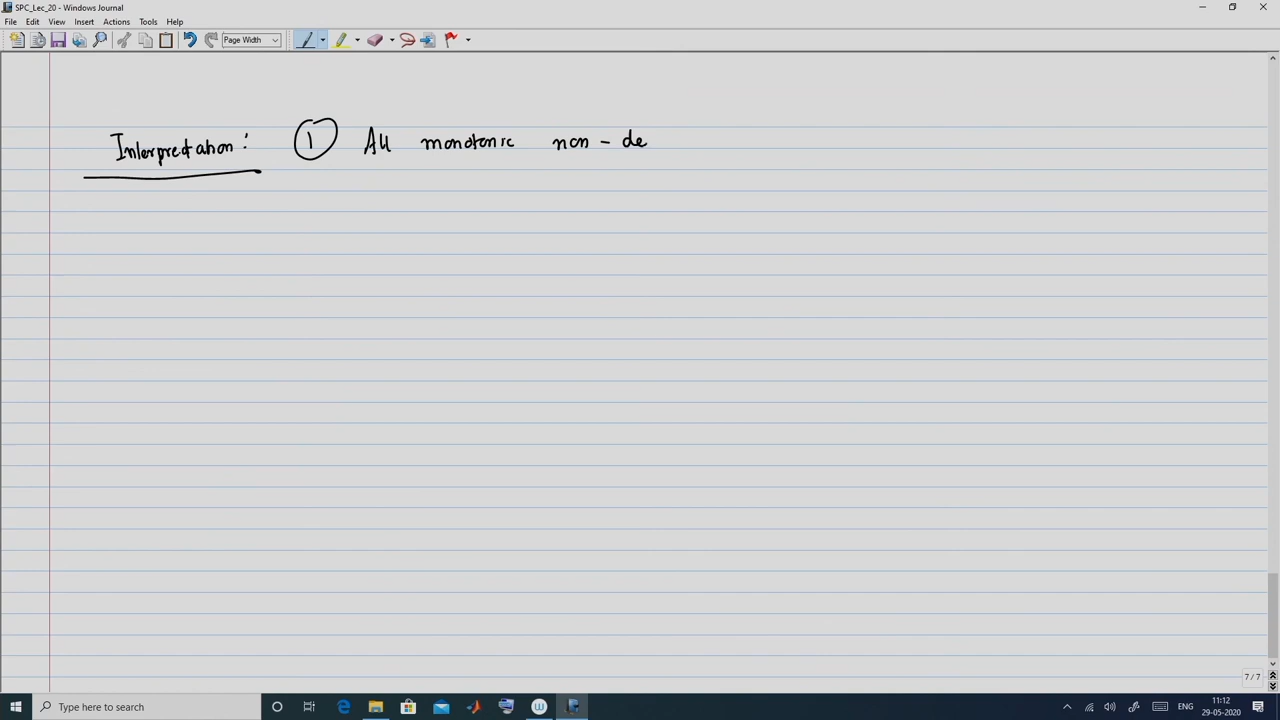 SPC_Lec_20 - Windows Journal
File Edit View Insert Actions Tools Help
Page Width
Interpretation: 1 All monotonic non - de
7 / 7
Type here to search
ENG
11:12
29-05-2020